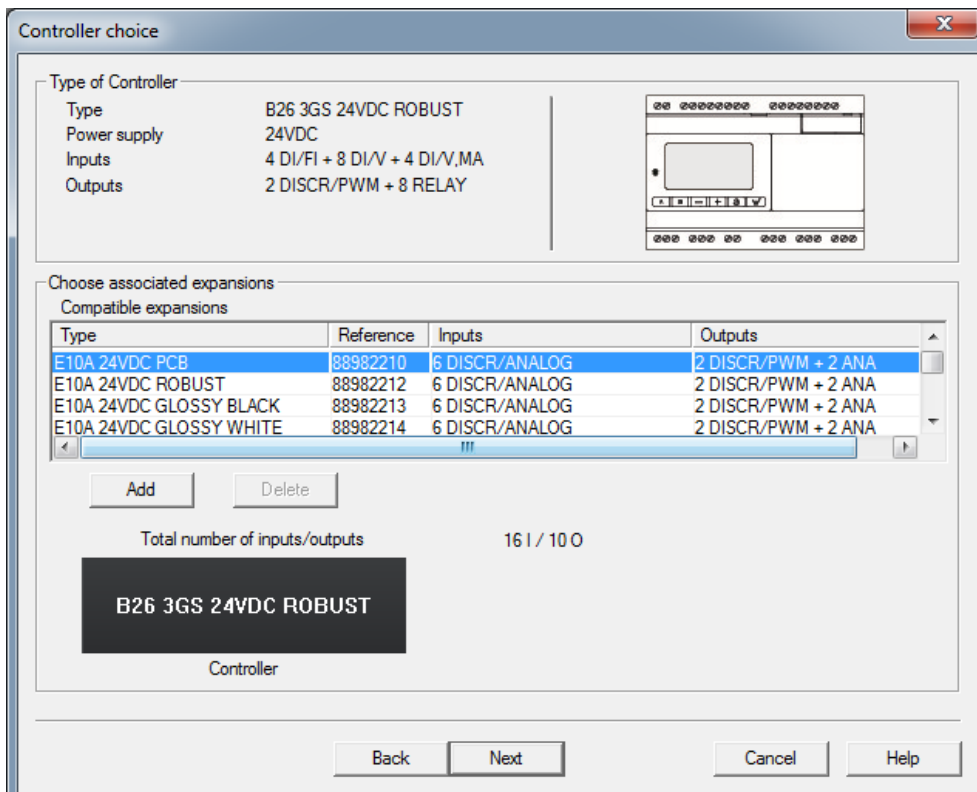 Controller choice
Type of Controller
Type B26 3GS 24VDC ROBUST
Power supply 24VDC
Inputs 4 DI/FI + 8 DI/V + 4 DI/V,MA
Outputs 2 DISCR/PWM + 8 RELAY
Choose associated expansions
Compatible expansions
Type Reference Inputs Outputs
E10A 24VDC PCB 88982210 6 DISCR/ANALOG 2 DISCR/PWM + 2 ANA
E10A 24VDC ROBUST 88982212 6 DISCR/ANALOG 2 DISCR/PWM + 2 ANA
E10A 24VDC GLOSSY BLACK 88982213 6 DISCR/ANALOG 2 DISCR/PWM + 2 ANA
E10A 24VDC GLOSSY WHITE 88982214 6 DISCR/ANALOG 2 DISCR/PWM + 2 ANA
Add Delete
Total number of inputs/outputs 16 I / 10 O
B26 3GS 24VDC ROBUST
Controller
Back Next Cancel Help